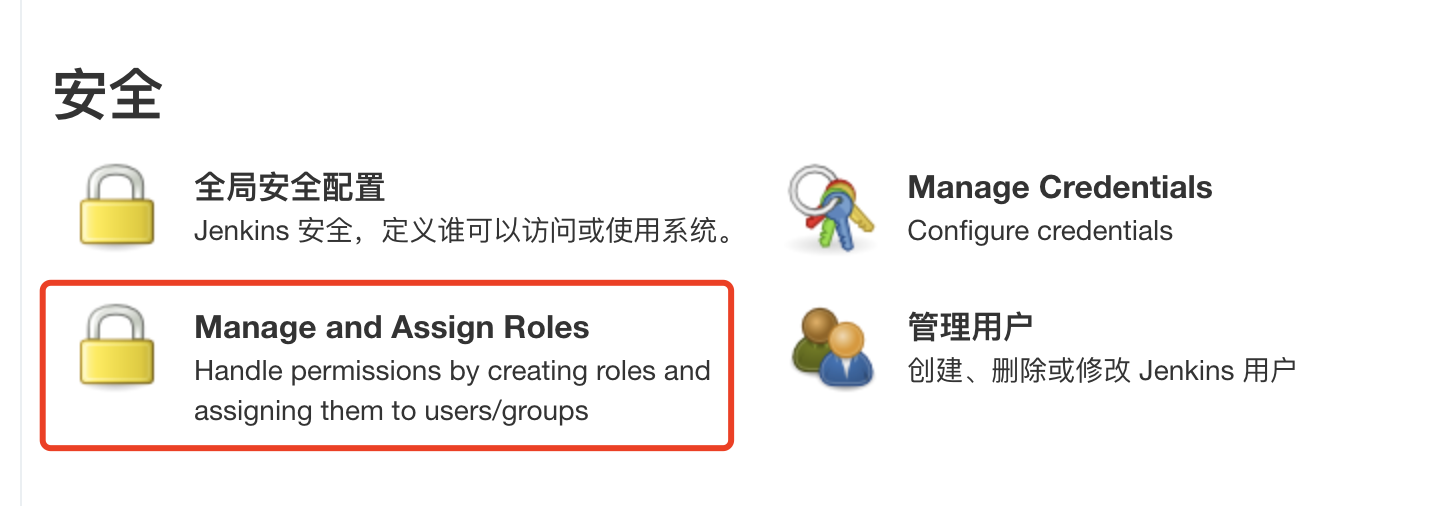 安全
全局安全配置
Jenkins 安全，定义谁可以访问或使用系统。
Manage Credentials
Configure credentials
Manage and Assign Roles
Handle permissions by creating roles and
assigning them to users/groups
管理用户
创建、删除或修改 Jenkins 用户